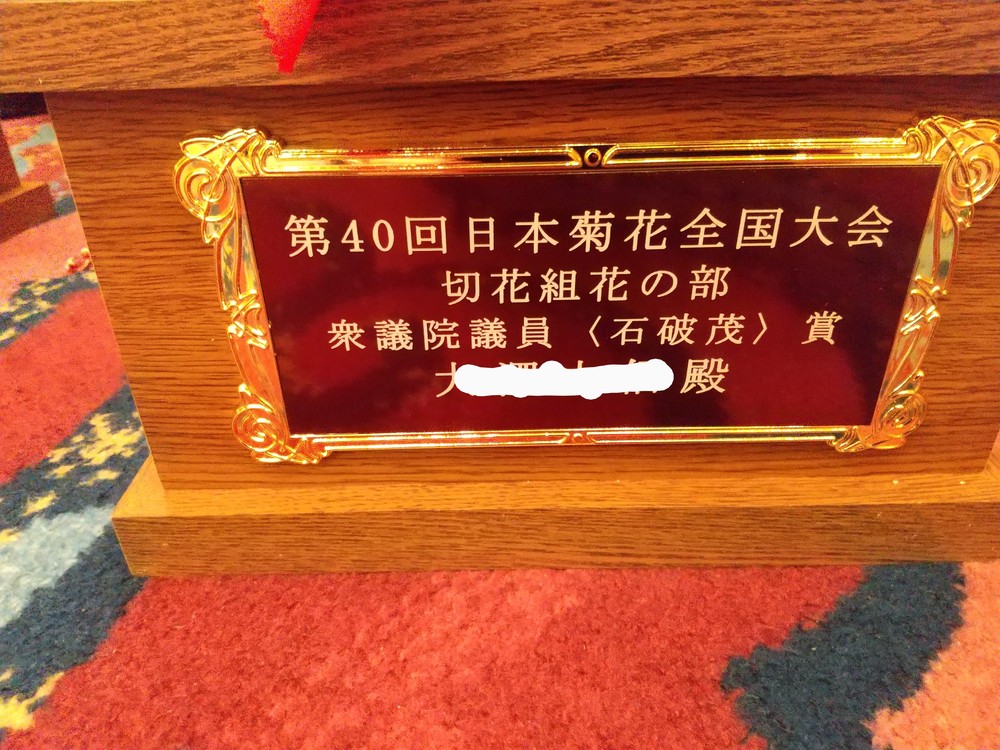 第40回日本菊花全国大会
切花組花の部
衆議院議員〈石破茂〉賞
殿